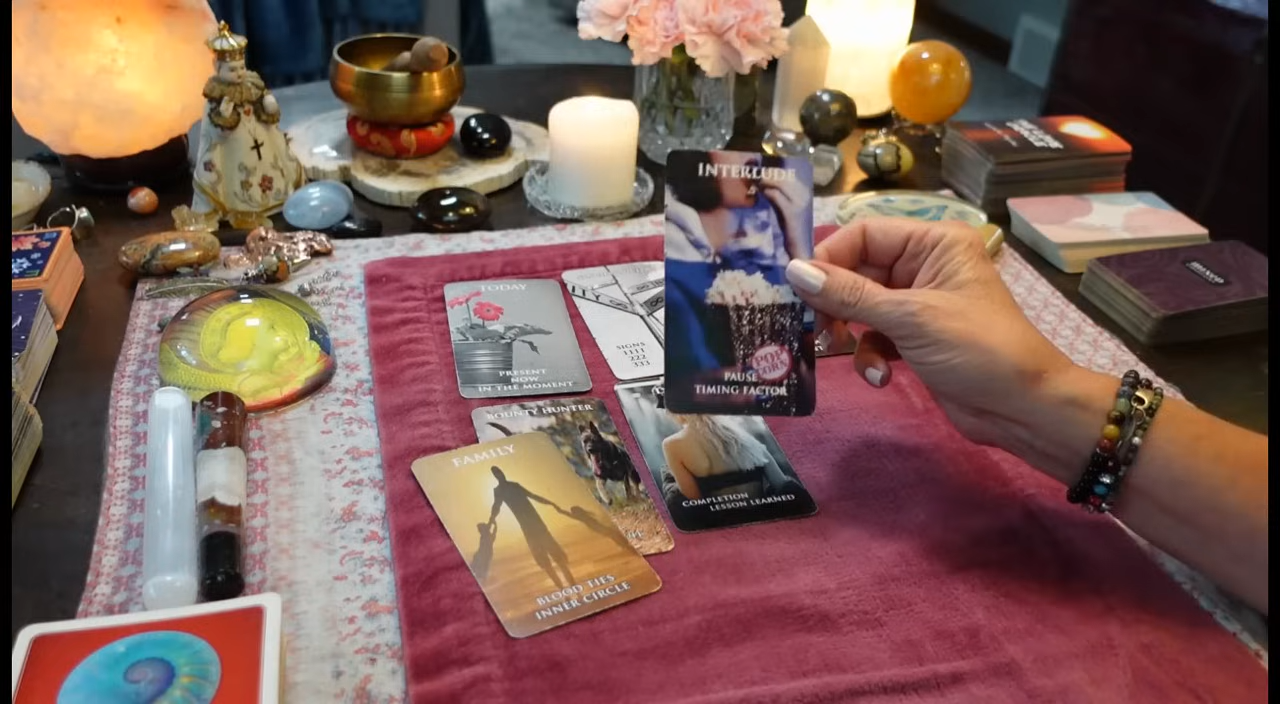 INTERLUDE
&
POP
CORN
PAUSE
TIMING FACTOR
TODAY
PRESENT
NOW
IN THE MOMENT
SIGNS
1111
222
333
BOUNTY HUNTER
COMPLETION
LESSON LEARNED
FAMILY
BLOOD TIES
INNER CIRCLE